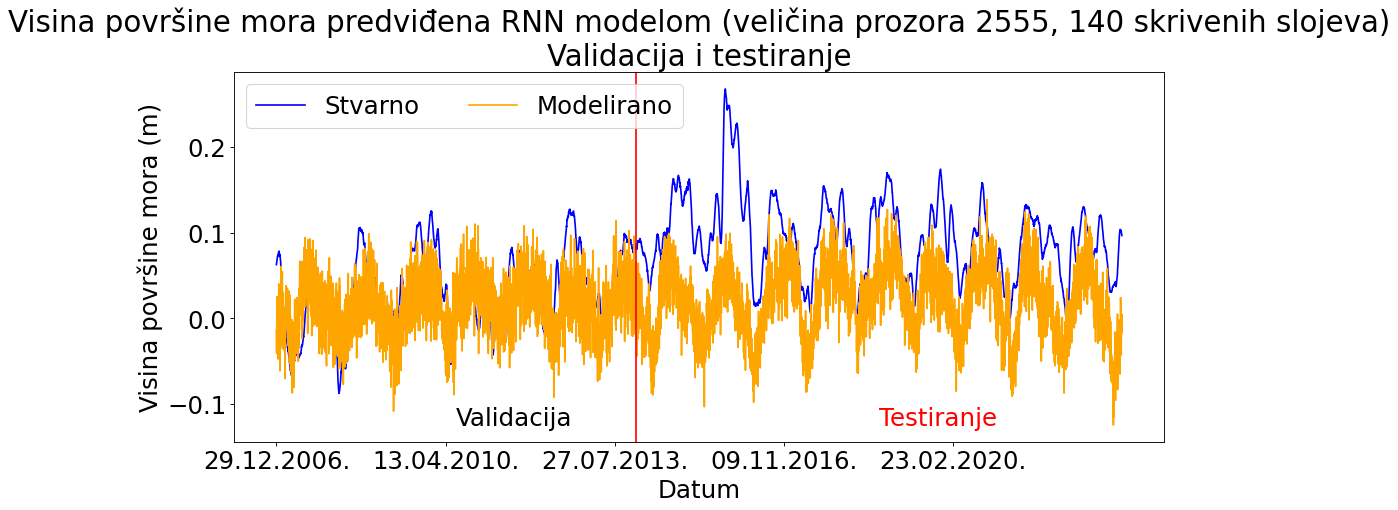 Visina površine mora predviđena RNN modelom (veličina prozora 2555, 140 skrivenih slojeva)
Validacija i testiranje
Stvarno
Modelirano
Visina površine mora (m)
0.2
0.1
0.0
−0.1
Validacija
Testiranje
29.12.2006.
13.04.2010.
27.07.2013.
09.11.2016.
23.02.2020.
Datum